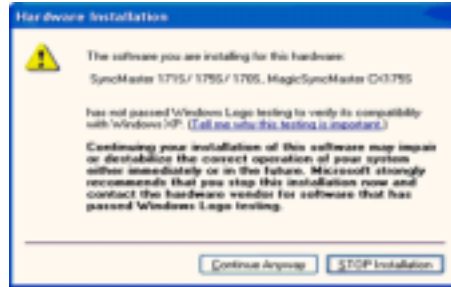 Hardware Installation
The software you are installing for this hardware:
SyncMaster 171S/ 175S/ 170S, MagicSyncMaster CX175S
has not passed Windows Logo testing to verify its compatibility
with Windows XP. (Tell me why this testing is important.)
Continuing your installation of this software may impair
or destabilize the correct operation of your system
either immediately or in the future. Microsoft strongly
recommends that you stop this installation now and
contact the hardware vendor for software that has
passed Windows Logo testing.
Continue Anyway
STOP Installation